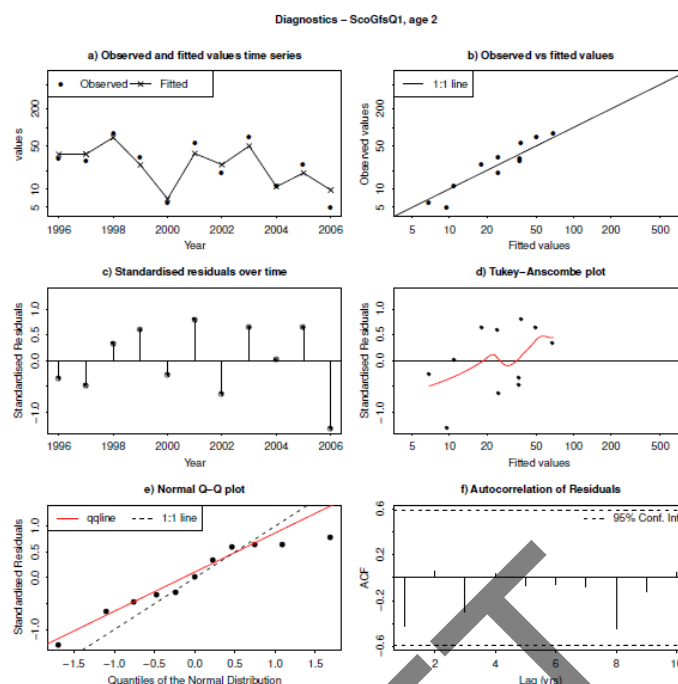 Diagnostics − ScoGfsQ1, age 2
a) Observed and fitted values time series
Observed Fitted
values
5 10 50 200
1996 1998 2000 2002 2004 2006
Year
b) Observed vs fitted values
1:1 line
Observed values
5 10 50 200
5 10 20 50 100 200 500
Fitted values
c) Standardised residuals over time
Standardised Residuals
−1.0 0.0 0.5 1.0
1996 1998 2000 2002 2004 2006
Year
d) Tukey−Anscombe plot
Standardised Residuals
−1.0 0.0 0.5 1.0
5 10 20 50 100 200 500
Fitted values
e) Normal Q−Q plot
qqline 1:1 line
Standardised Residuals
−1.0 0.0 0.5 1.0
−1.5 −1.0 −0.5 0.0 0.5 1.0 1.5
Quantiles of the Normal Distribution
f) Autocorrelation of Residuals
95% Conf. Int
ACF
−0.6 −0.2 0.2 0.6
2 4 6 8 10
Lag (yrs)